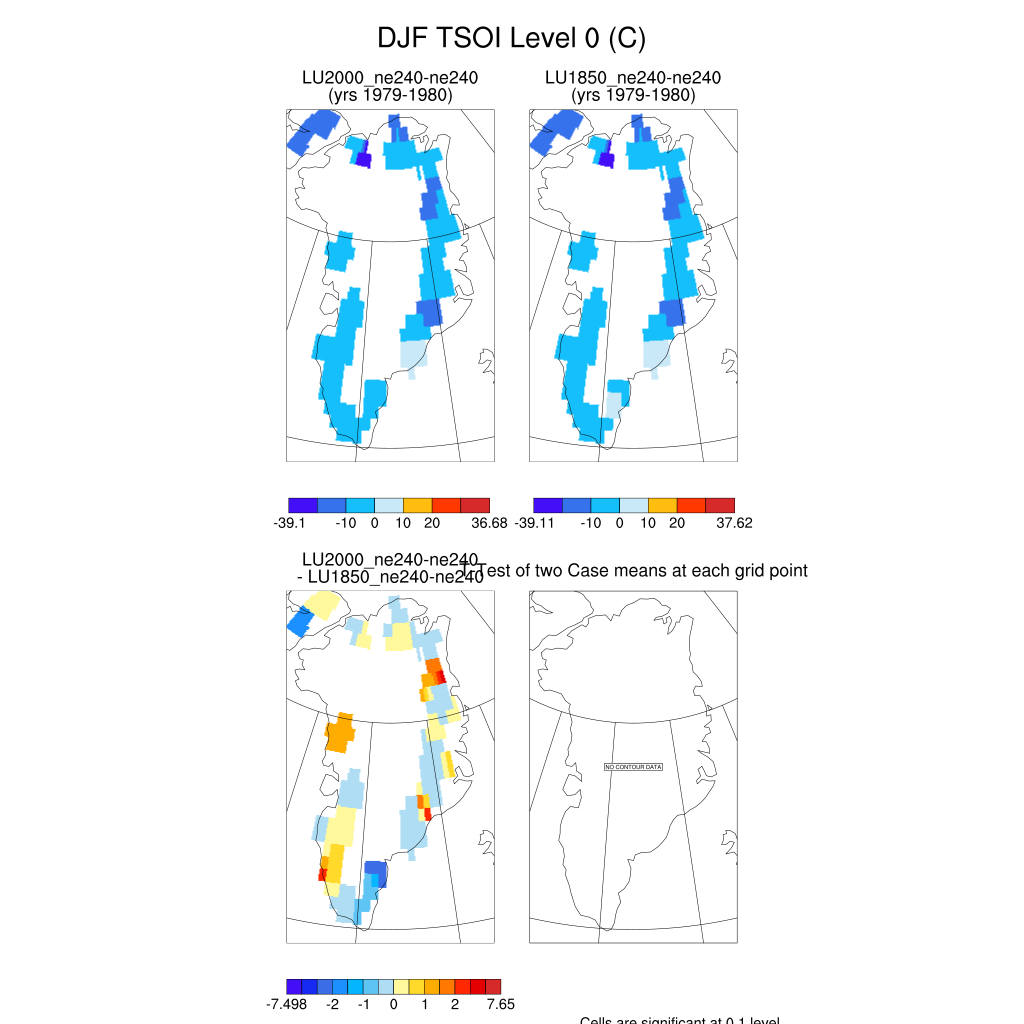 DJF TSOI Level 0 (C)
LU2000_ne240-ne240
(yrs 1979-1980)
LU1850_ne240-ne240
(yrs 1979-1980)
-39.1 -10 0 10 20 36.68
-39.11 -10 0 10 20 37.62
LU2000_ne240-ne240
- LU1850_ne240-ne240
T-Test of two Case means at each grid point
NO CONTOUR DATA
-7.498 -2 -1 0 1 2 7.65
Cells are significant at 0.1 level